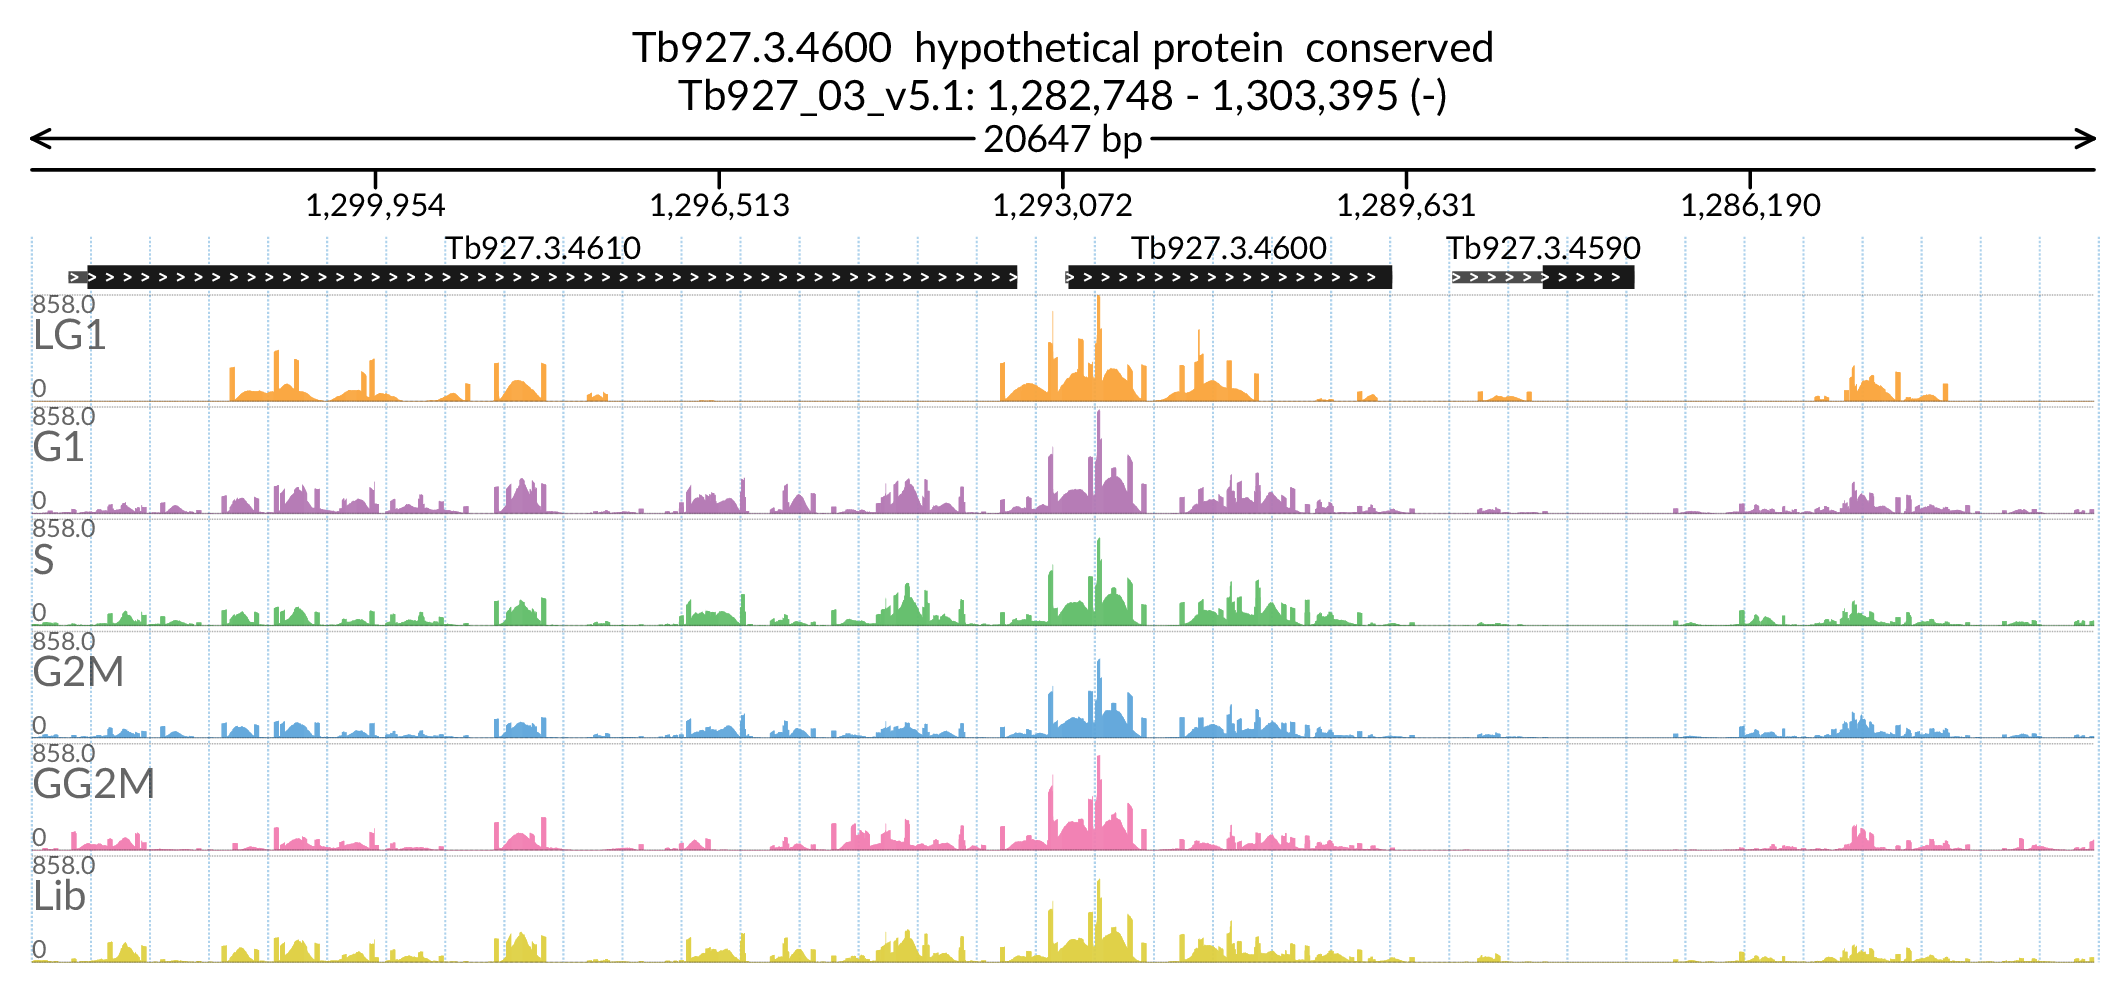 Tb927.3.4600  hypothetical protein  conserved
Tb927_03_v5.1: 1,282,748 - 1,303,395 (-)
20647 bp
1,299,954 1,296,513 1,293,072 1,289,631 1,286,190
Tb927.3.4610 Tb927.3.4600 Tb927.3.4590
858.0
LG1
0
858.0
G1
0
858.0
S
0
858.0
G2M
0
858.0
GG2M
0
858.0
Lib
0